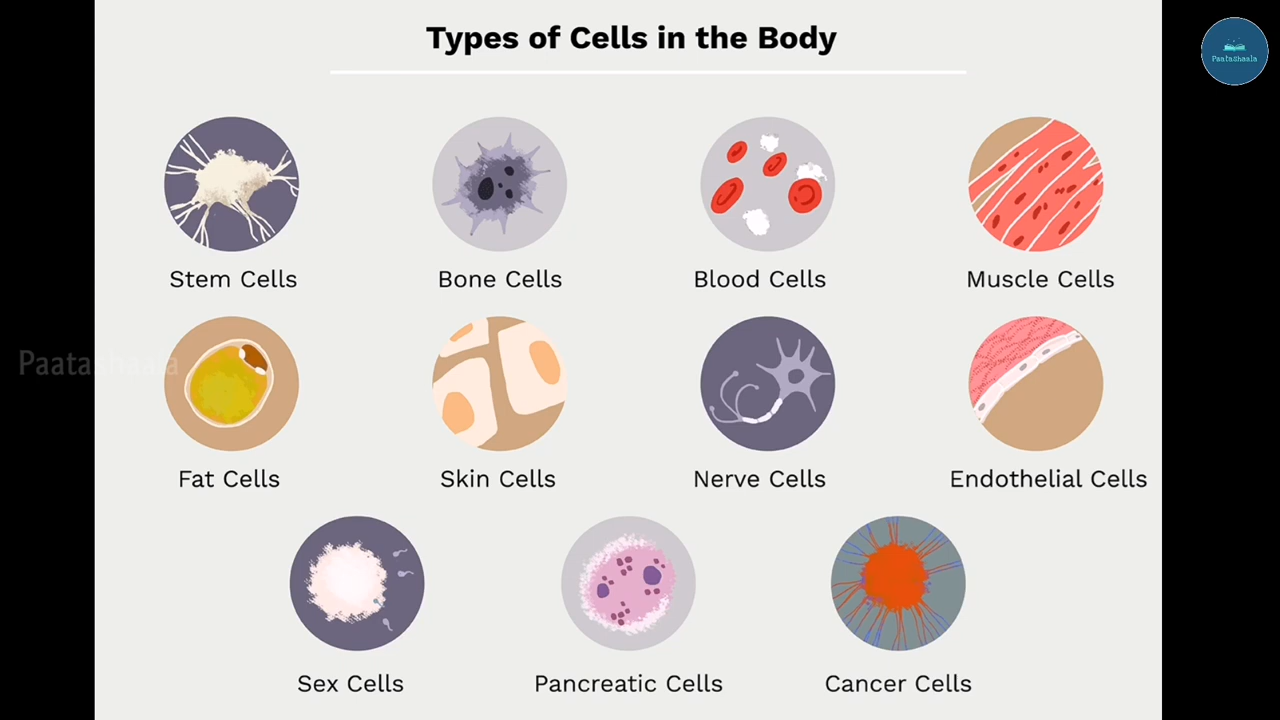 Types of Cells in the Body
Paatashaala
Stem Cells
Bone Cells
Blood Cells
Muscle Cells
Paatashaala
Fat Cells
Skin Cells
Nerve Cells
Endothelial Cells
Sex Cells
Pancreatic Cells
Cancer Cells